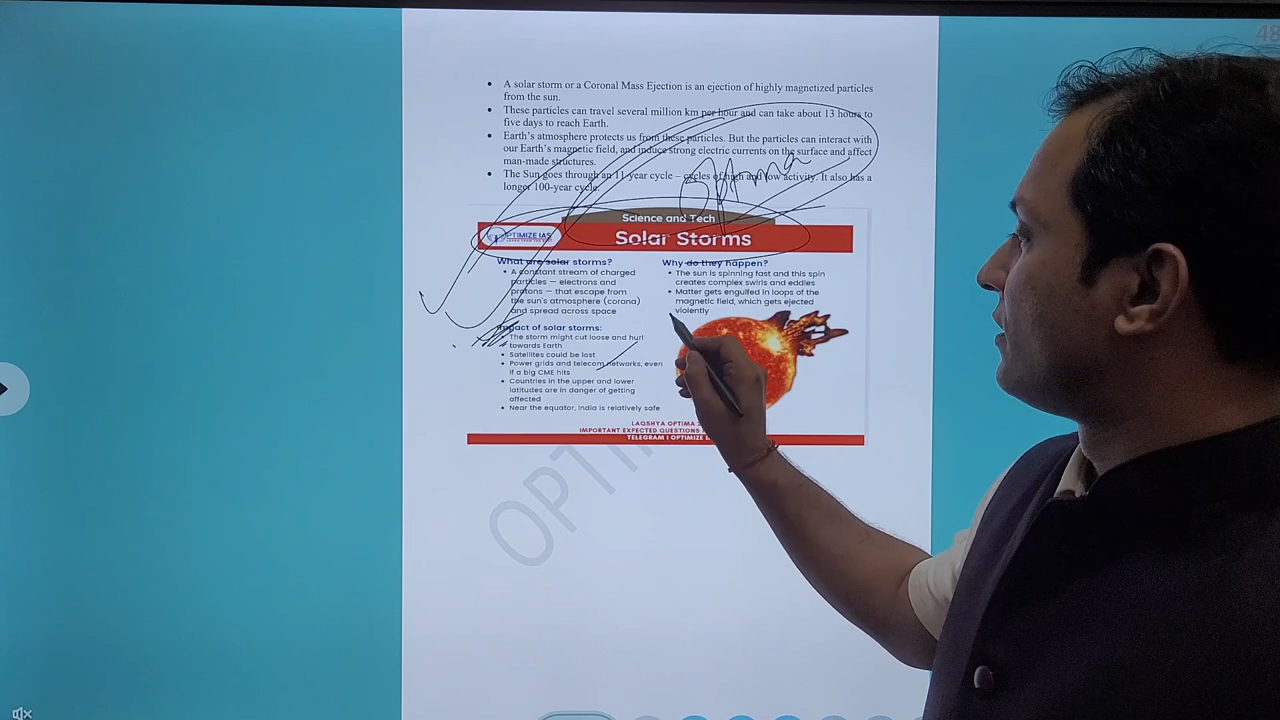 48
A solar storm or a Coronal Mass Ejection is an ejection of highly magnetized particles
from the sun.
These particles can travel several million km per hour and can take about 13 hours to
five days to reach Earth.
Earth's atmosphere protects us from these particles. But the particles can interact with
our Earth's magnetic field, and induce strong electric currents on the surface and affect
man-made structures.
The Sun goes through an 11 year cycle – cycles of high and low activity. It also has a
longer 100-year cycle.
optima
Science and Tech
OPTIMIZE IAS
LEARN FROM THE BEST
Solar Storms
What are solar storms?
A constant stream of charged
particles — electrons and
protons — that escape from
the sun's atmosphere (corona)
and spread across space
Impact of solar storms:
The storm might cut loose and hurl
towards Earth
Satellites could be lost
Power grids and telecom networks, even
if a big CME hits
Countries in the upper and lower
latitudes are in danger of getting
affected
Near the equator, India is relatively safe
Why do they happen?
The sun is spinning fast and this spin
creates complex swirls and eddies
Matter gets engulfed in loops of the
magnetic field, which gets ejected
violently
LAQSHYA OPTIMA
IMPORTANT EXPECTED QUESTIONS
TELEGRAM | OPTIMIZE
OPTI